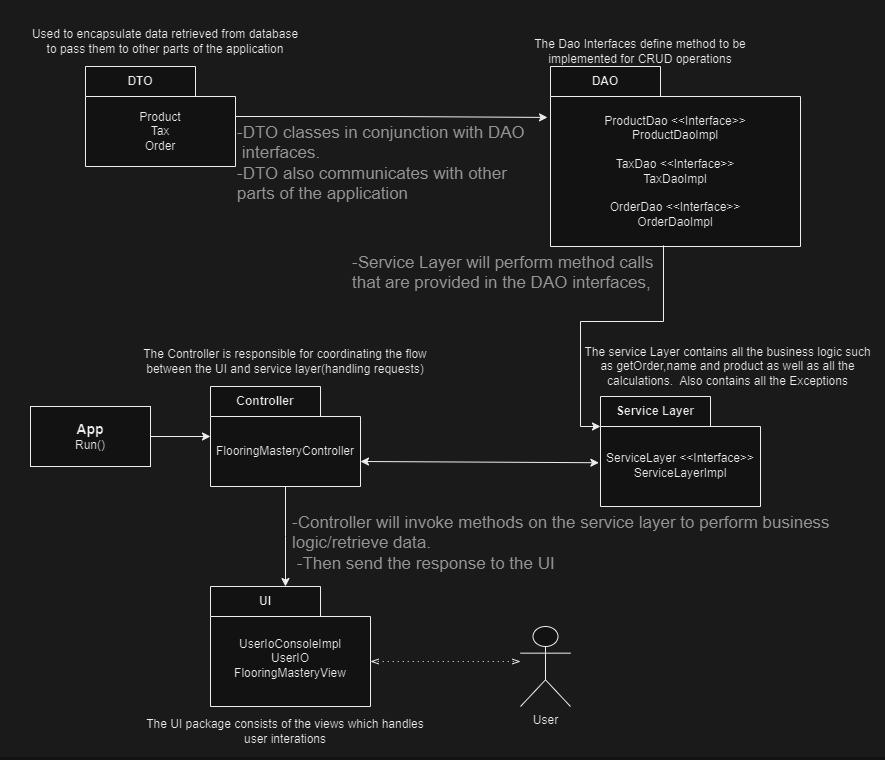 Used to encapsulate data retrieved from database
to pass them to other parts of the application
The Dao Interfaces define method to be
implemented for CRUD operations
DTO
Product
Tax
Order
DAO
ProductDao <<Interface>>
ProductDaoImpl
TaxDao <<Interface>>
TaxDaoImpl
OrderDao <<Interface>>
OrderDaoImpl
-DTO classes in conjunction with DAO
interfaces.
-DTO also communicates with other
parts of the application
-Service Layer will perform method calls
that are provided in the DAO interfaces,
The Controller is responsible for coordinating the flow
between the UI and service layer(handling requests)
The service Layer contains all the business logic such
as getOrder,name and product as well as all the
calculations. Also contains all the Exceptions
App
Run()
Controller
FlooringMasteryController
Service Layer
ServiceLayer <<Interface>>
ServiceLayerImpl
-Controller will invoke methods on the service layer to perform business
logic/retrieve data.
-Then send the response to the UI
UI
UserIoConsoleImpl
UserIO
FlooringMasteryView
User
The UI package consists of the views which handles
user interations